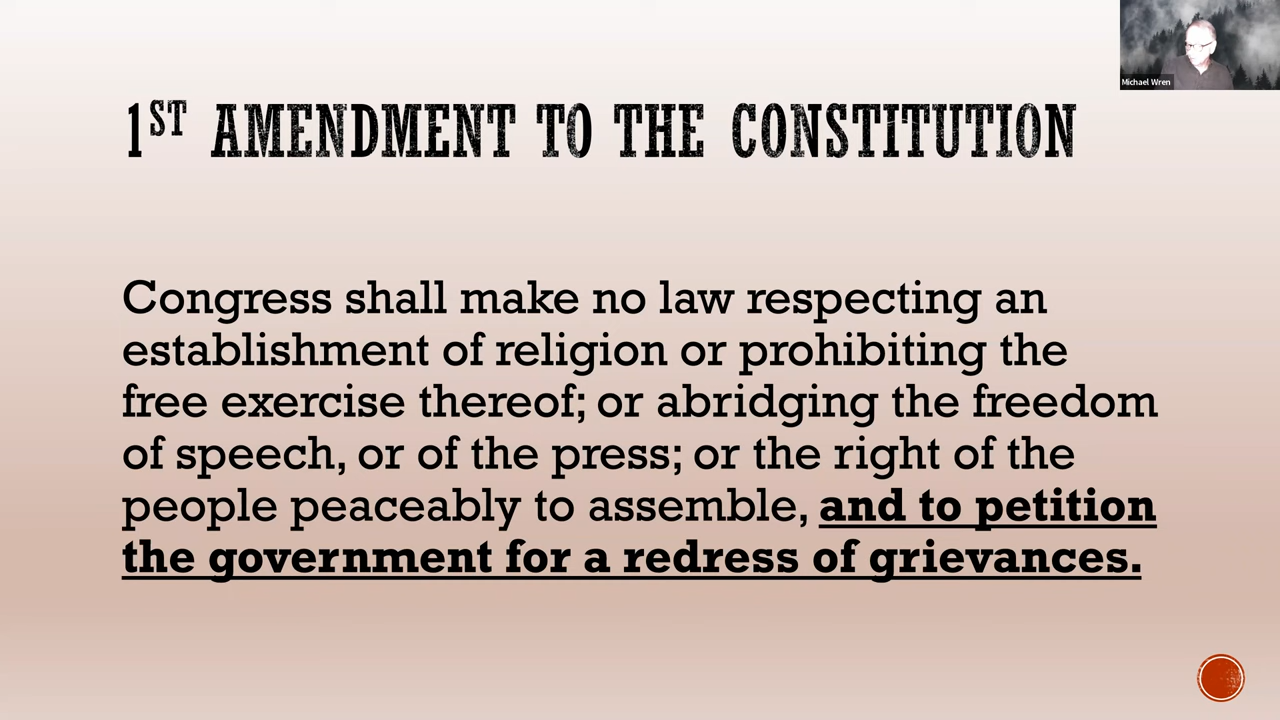 Michael Wren
1ST AMENDMENT TO THE CONSTITUTION
Congress shall make no law respecting an
establishment of religion or prohibiting the
free exercise thereof; or abridging the freedom
of speech, or of the press; or the right of the
people peaceably to assemble, and to petition
the government for a redress of grievances.